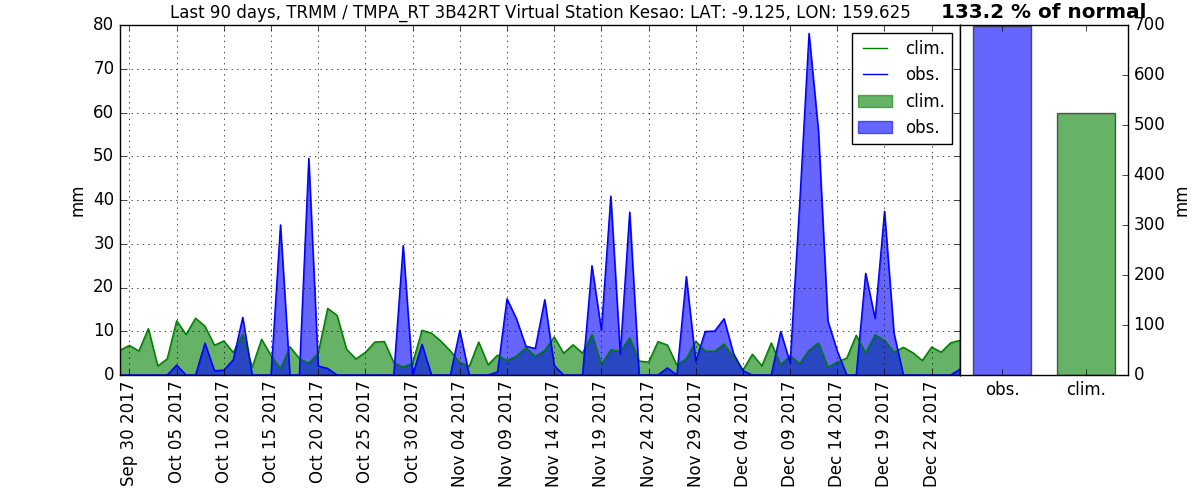 Last 90 days, TRMM / TMPA_RT 3B42RT Virtual Station Kesao: LAT: -9.125, LON: 159.625
133.2 % of normal
80
70
60
50
40
30
20
10
0
mm
clim.
obs.
clim.
obs.
700
600
500
400
300
200
100
0
mm
Sep 30 2017
Oct 05 2017
Oct 10 2017
Oct 15 2017
Oct 20 2017
Oct 25 2017
Oct 30 2017
Nov 04 2017
Nov 09 2017
Nov 14 2017
Nov 19 2017
Nov 24 2017
Nov 29 2017
Dec 04 2017
Dec 09 2017
Dec 14 2017
Dec 19 2017
Dec 24 2017
obs.
clim.